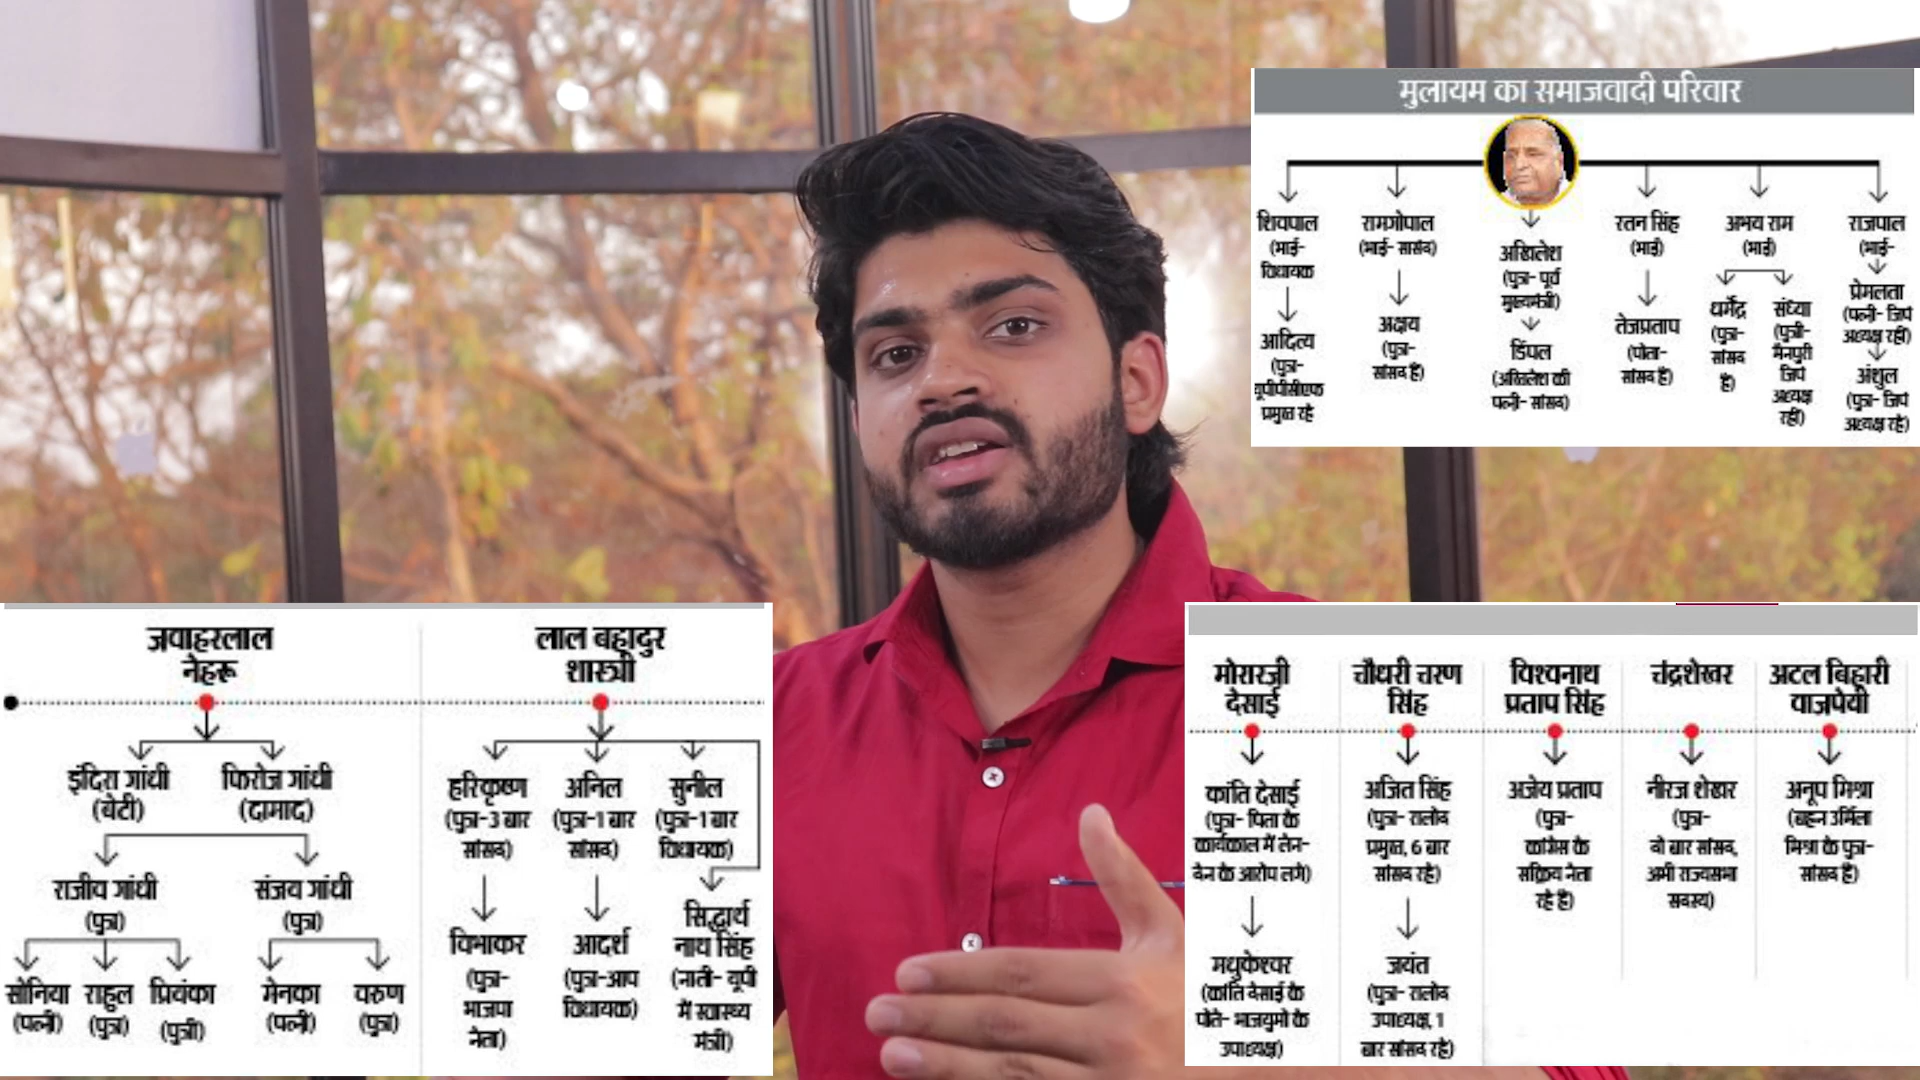 मुलायम का समाजवादी परिवार
शिवपाल
(भाई-
विधायक
आदित्य
(पुत्र-
यूपीपीसीएफ
प्रमुख रहे
रामगोपाल
(भाई- सासंद)
अक्षय
(पुत्र-
सांसद हैं)
अखिलेश
(पुत्र- पूर्व
मुख्यमंत्री)
डिंपल
(अखिलेश की
पत्नी- सांसद)
रतन सिंह
(भाई)
तेजप्रताप
(पोता-
सांसद हैं)
अभय राम
(भाई)
धर्मेंद्र
(पुत्र-
सांसद
हैं)
संध्या
(पुत्री-
मैनपुरी
जिपं
अध्यक्ष
रहीं)
राजपाल
(भाई-
प्रेमलता
(पत्नी- जिपं
अध्यक्ष रहीं)
अंशुल
(पुत्र- जिपं
अध्यक्ष रहे)
जवाहरलाल
नेहरू
इंदिरा गांधी
(बेटी)
फिरोज गांधी
(दामाद)
राजीव गांधी
(पुत्र)
संजय गांधी
(पुत्र)
सोनिया
(पत्नी)
राहुल
(पुत्र)
प्रियंका
(पुत्री)
मेनका
(पत्नी)
वरुण
(पुत्र)
लाल बहादुर
शास्त्री
हरिकृष्ण
(पुत्र-3 बार
सांसद)
अनिल
(पुत्र-1 बार
सांसद)
सुनील
(पुत्र-1 बार
विधायक)
विभाकर
(पुत्र-
भाजपा
नेता)
आदर्श
(पुत्र-आप
विधायक)
सिद्धार्थ
नाथ सिंह
(नाती- यूपी
में स्वास्थ्य
मंत्री)
मोरारजी
देसाई
कांति देसाई
(पुत्र- पिता के
कार्यकाल में लेन-
देन के आरोप लगे)
मधुकेश्वर
(कांति देसाई के
पोते- भाजयुमो के
उपाध्यक्ष)
चौधरी चरण
सिंह
अजित सिंह
(पुत्र- रालोद
प्रमुख, 6 बार
सांसद रहे)
जयंत
(पुत्र- रालोद
उपाध्यक्ष, 1
बार सांसद रहे)
विश्वनाथ
प्रताप सिंह
अजेय प्रताप
(पुत्र-
कांग्रेस के
सक्रिय नेता
रहे हैं)
चंद्रशेखर
नीरज शेखर
(पुत्र-
दो बार सांसद,
अभी राज्यसभा
सदस्य)
अटल बिहारी
वाजपेयी
अनूप मिश्रा
(बहन उर्मिला
मिश्रा के पुत्र-
सांसद हैं)